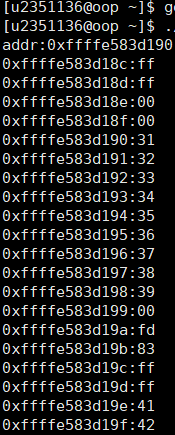 [u2351136@oop ~]$ g
[u2351136@oop ~]$ ./
addr:0xffffe583d190
0xffffe583d18c:ff
0xffffe583d18d:ff
0xffffe583d18e:00
0xffffe583d18f:00
0xffffe583d190:31
0xffffe583d191:32
0xffffe583d192:33
0xffffe583d193:34
0xffffe583d194:35
0xffffe583d195:36
0xffffe583d196:37
0xffffe583d197:38
0xffffe583d198:39
0xffffe583d199:00
0xffffe583d19a:fd
0xffffe583d19b:83
0xffffe583d19c:ff
0xffffe583d19d:ff
0xffffe583d19e:41
0xffffe583d19f:42